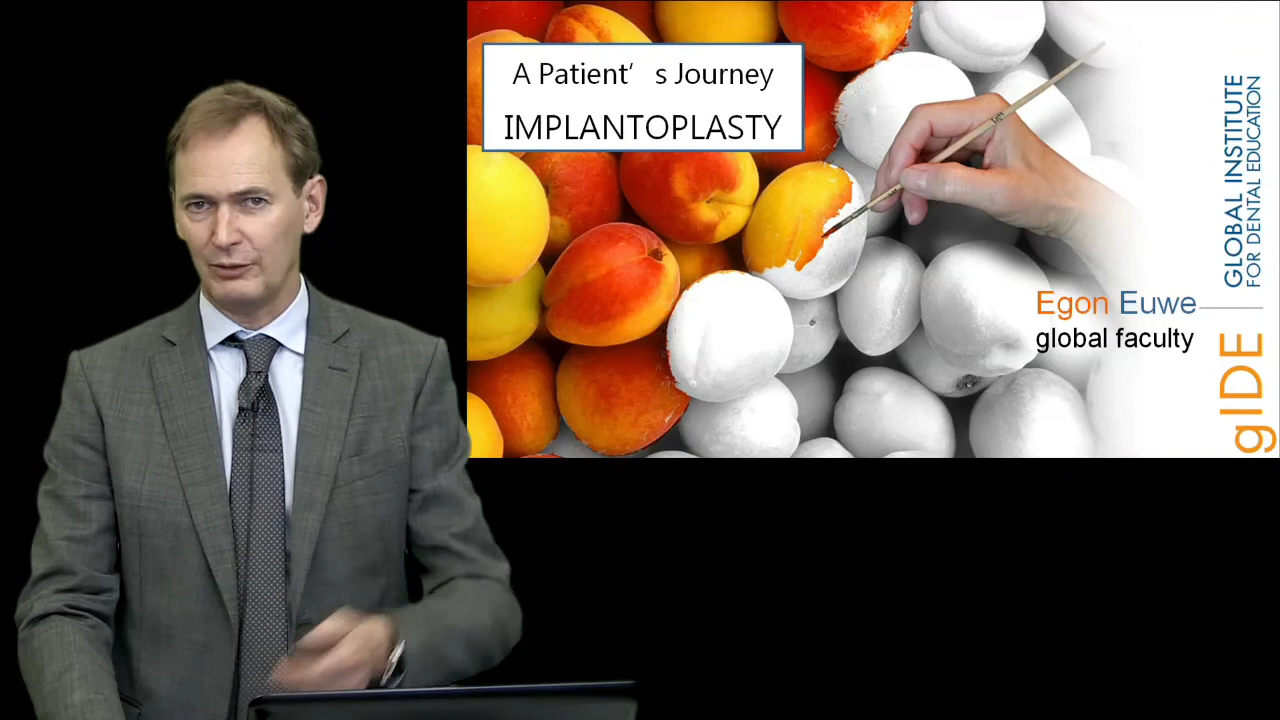 A Patient’ s Journey
IMPLANTOPLASTY
Egon Euwe
global faculty
gIDE
GLOBAL INSTITUTE
FOR DENTAL EDUCATION